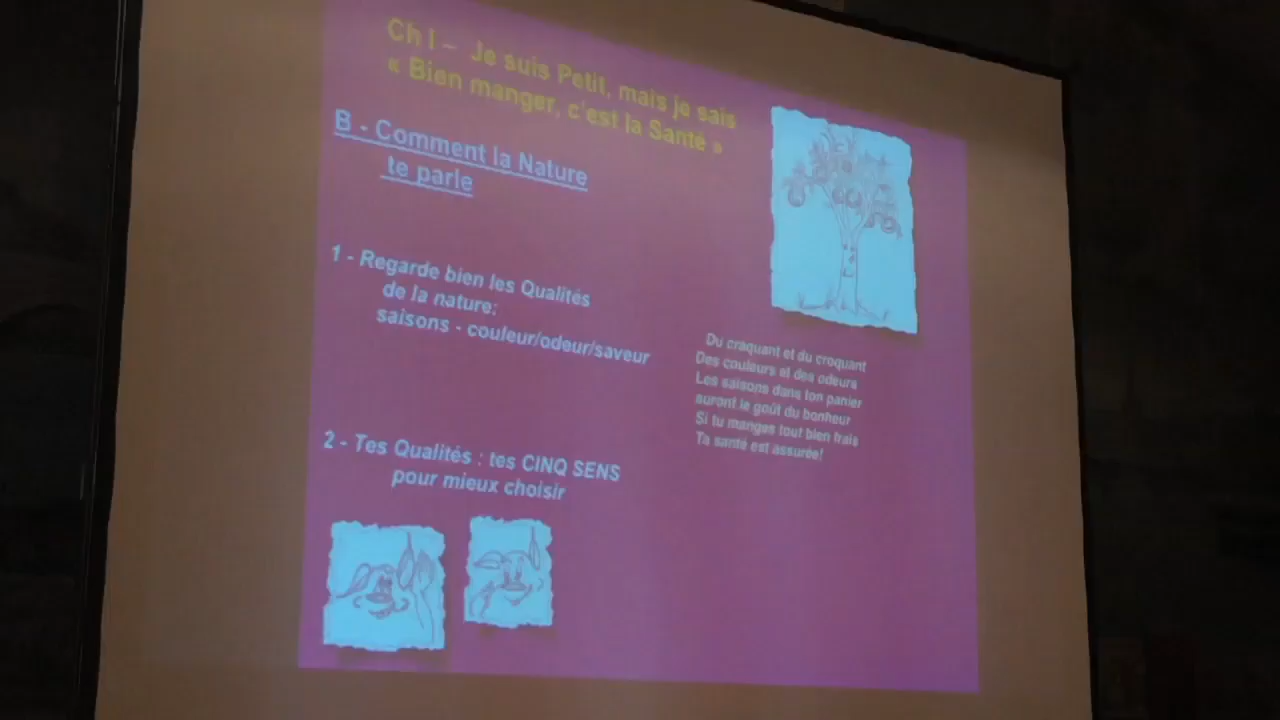 Ch I – Je suis Petit, mais je sais
« Bien manger, c'est la Santé »
B - Comment la Nature
te parle
1 - Regarde bien les Qualités
de la nature:
saisons - couleur/odeur/saveur
2 - Tes Qualités : tes CINQ SENS
pour mieux choisir
Du craquant et du croquant
Des couleurs et des odeurs
Les saisons dans ton panier
auront le goût du bonheur
Si tu manges tout bien frais
Ta santé est assurée!